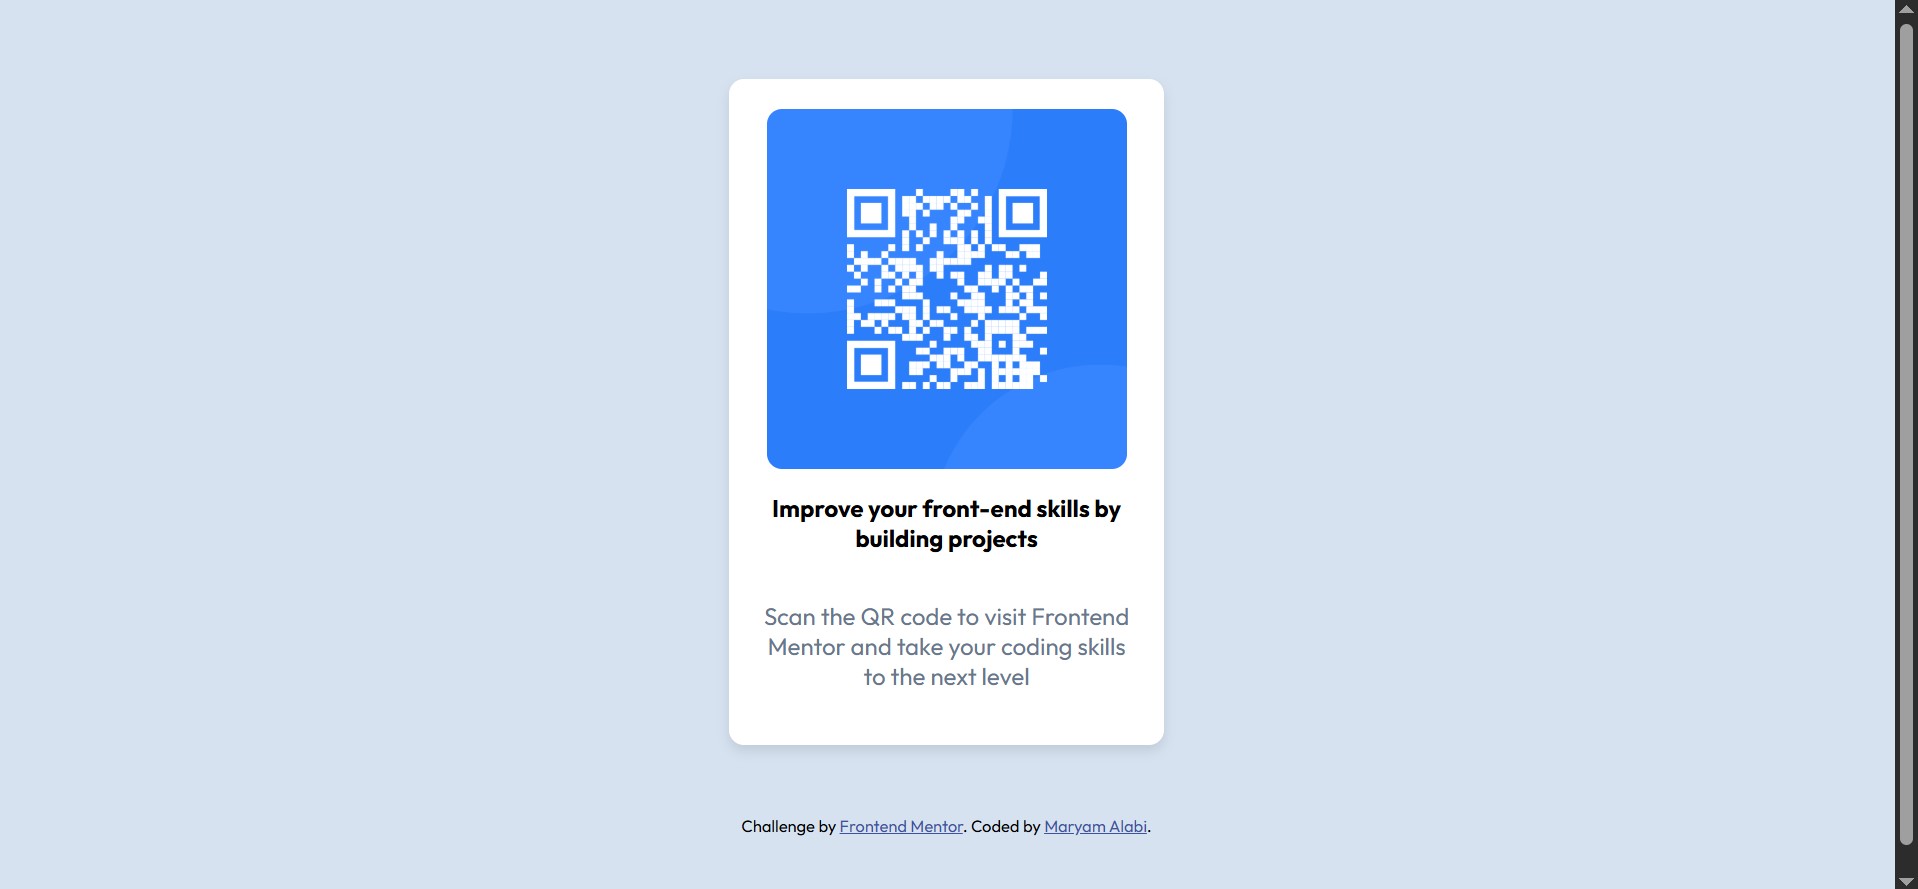 Improve your front-end skills by
building projects
Scan the QR code to visit Frontend
Mentor and take your coding skills
to the next level
Challenge by Frontend Mentor. Coded by Maryam Alabi.